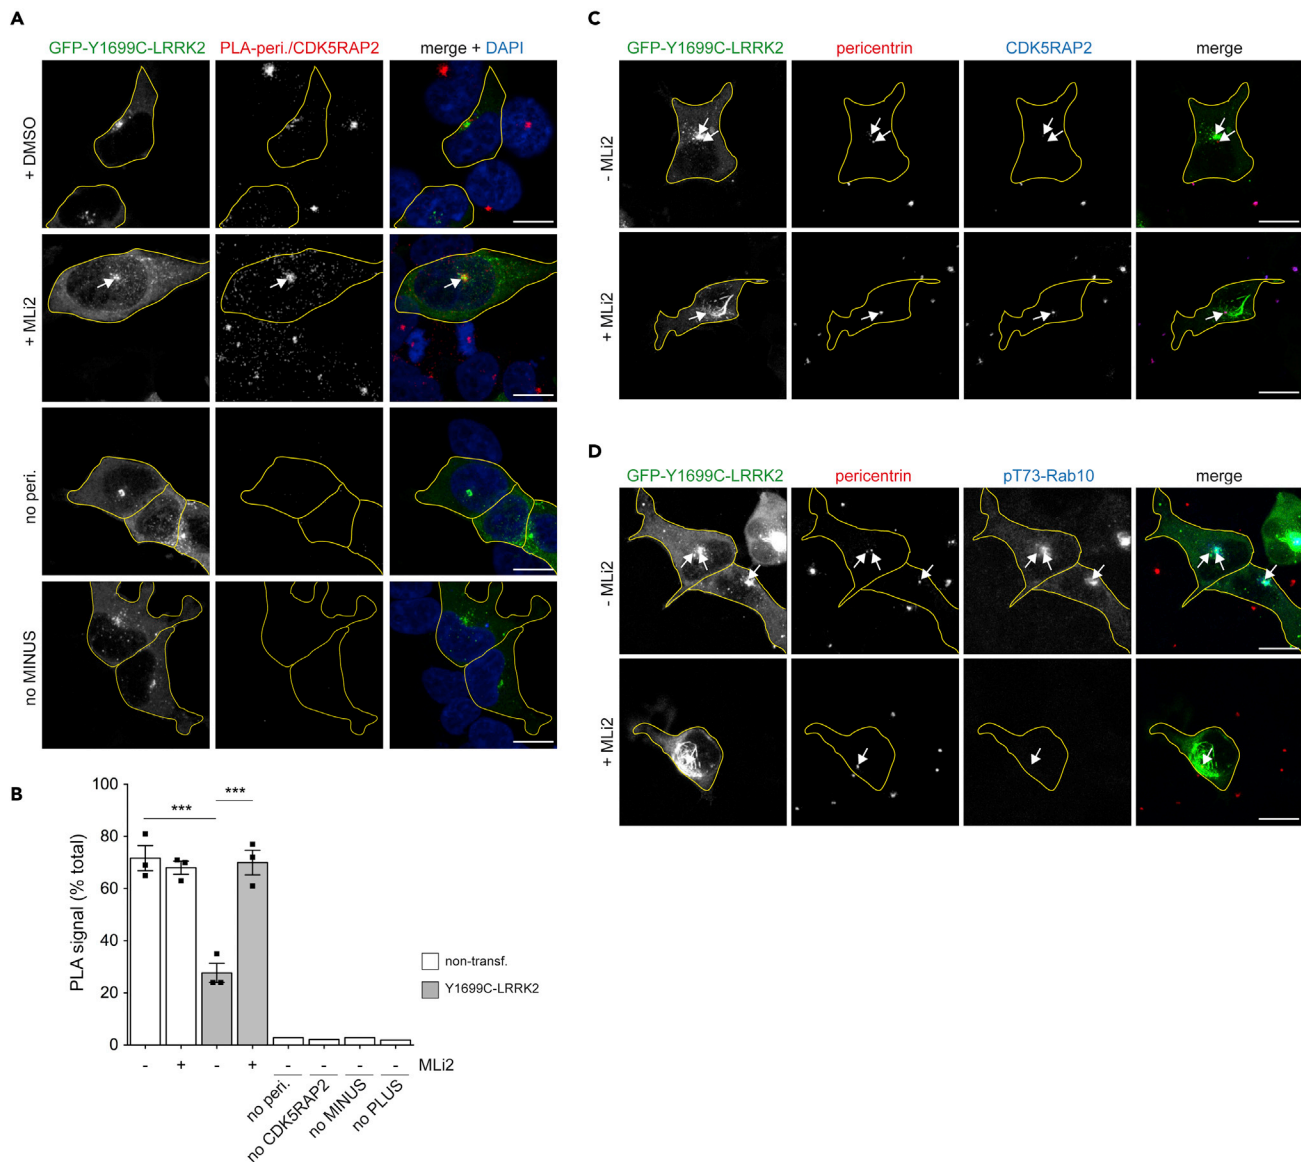 A
GFP-Y1699C-LRRK2 PLA-peri./CDK5RAP2 merge + DAPI
+ DMSO
+ MLi2
no peri.
no MINUS
B
*** ***
PLA signal (% total)
100
80
60
40
20
0
- + - + - - - - MLi2
no peri.
no CDK5RAP2
no MINUS
no PLUS
non-transf.
Y1699C-LRRK2
C
GFP-Y1699C-LRRK2 pericentrin CDK5RAP2 merge
- MLi2
+ MLi2
D
GFP-Y1699C-LRRK2 pericentrin pT73-Rab10 merge
- MLi2
+ MLi2